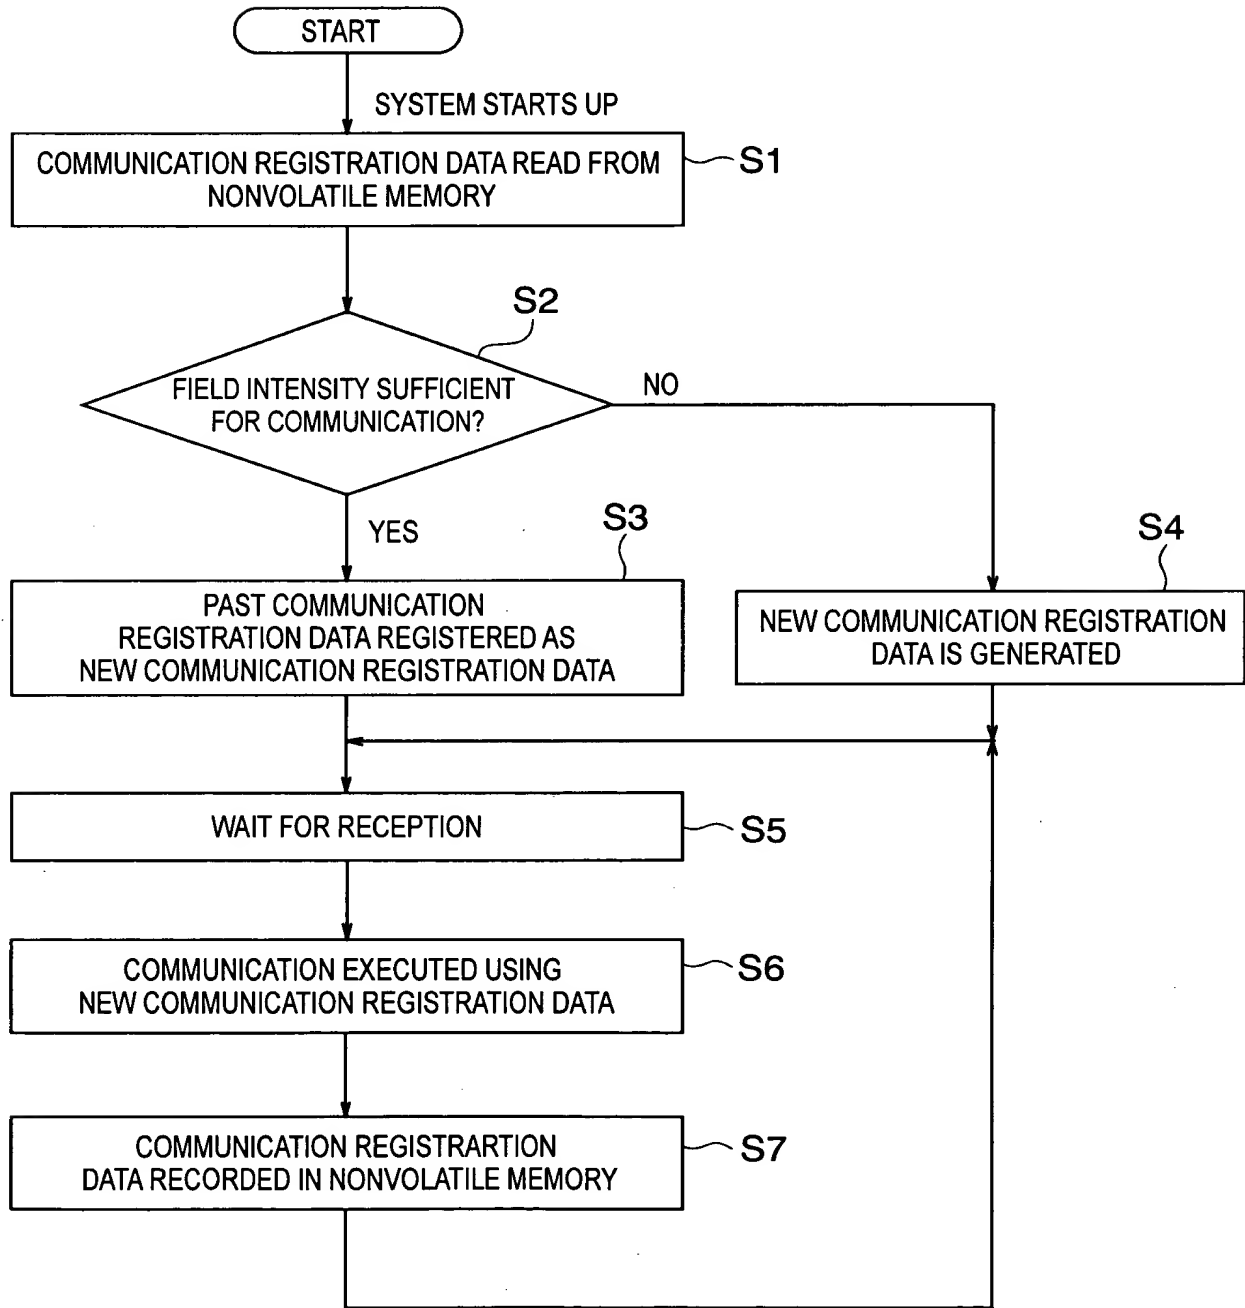 START
SYSTEM STARTS UP
COMMUNICATION REGISTRATION DATA READ FROM
NONVOLATILE MEMORY
S1
S2
FIELD INTENSITY SUFFICIENT
FOR COMMUNICATION?
NO
YES
S3
S4
PAST COMMUNICATION
REGISTRATION DATA REGISTERED AS
NEW COMMUNICATION REGISTRATION DATA
NEW COMMUNICATION REGISTRATION
DATA IS GENERATED
WAIT FOR RECEPTION
S5
COMMUNICATION EXECUTED USING
NEW COMMUNICATION REGISTRATION DATA
S6
COMMUNICATION REGISTRARTION
DATA RECORDED IN NONVOLATILE MEMORY
S7